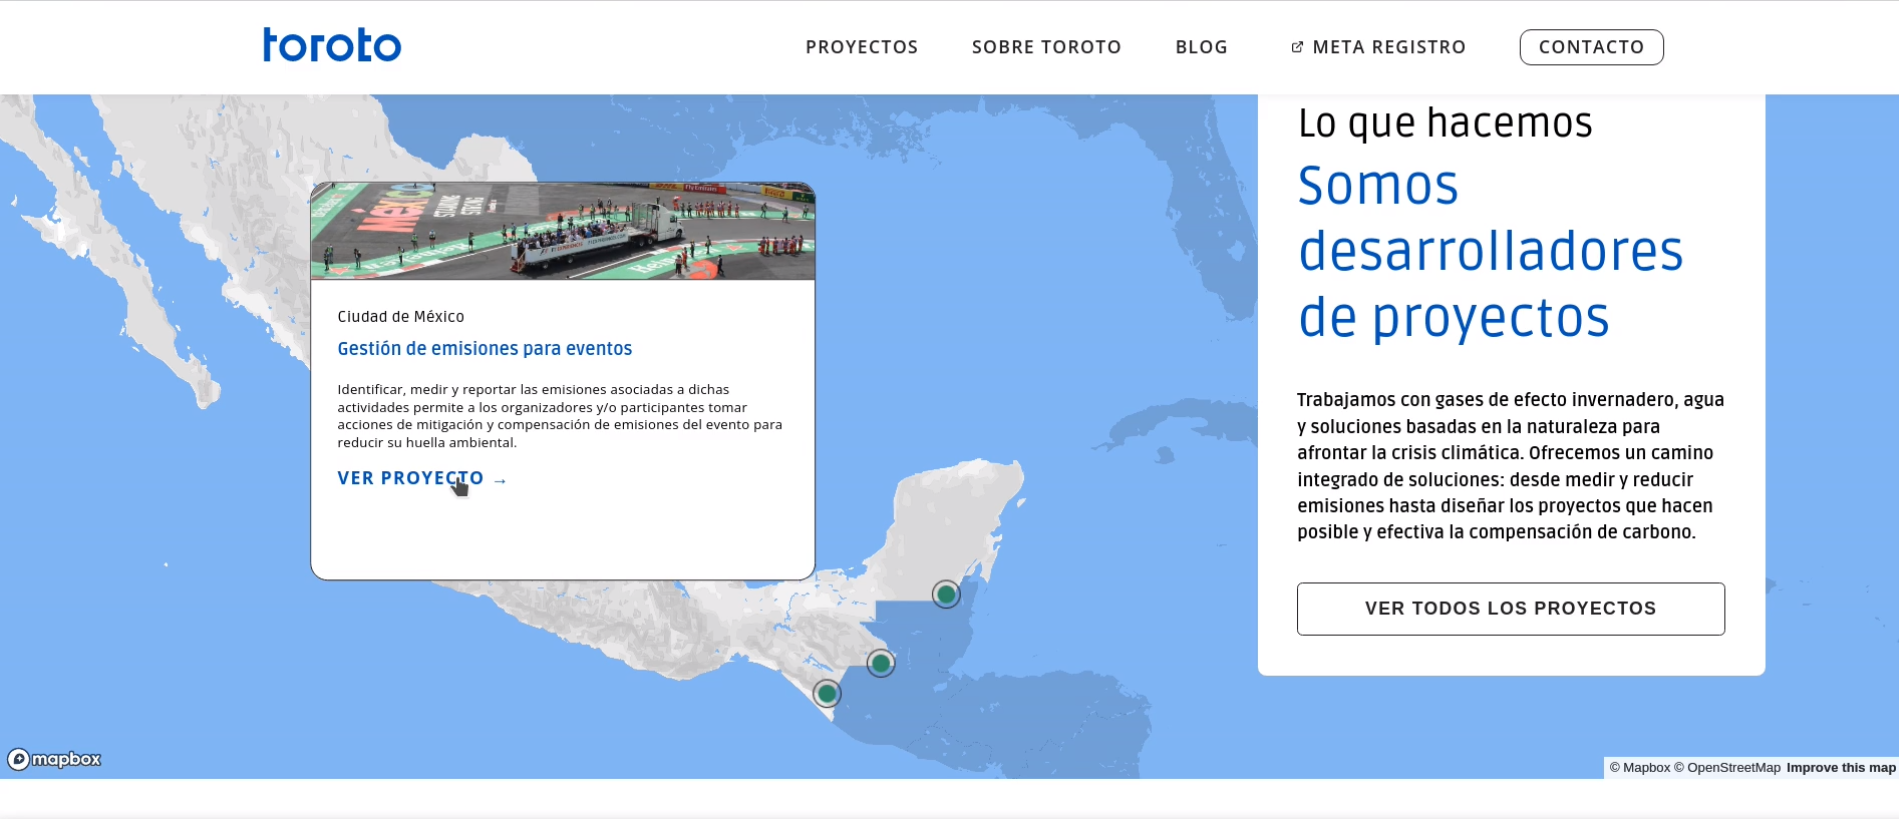 toroto
PROYECTOS
SOBRE TOROTO
BLOG
META REGISTRO
CONTACTO
MÉXICO
Heineken
Ciudad de México
Gestión de emisiones para eventos
Identificar, medir y reportar las emisiones asociadas a dichas
actividades permite a los organizadores y/o participantes tomar
acciones de mitigación y compensación de emisiones del evento para
reducir su huella ambiental.
VER PROYECTO →
Lo que hacemos
Somos
desarrolladores
de proyectos
Trabajamos con gases de efecto invernadero, agua
y soluciones basadas en la naturaleza para
afrontar la crisis climática. Ofrecemos un camino
integrado de soluciones: desde medir y reducir
emisiones hasta diseñar los proyectos que hacen
posible y efectiva la compensación de carbono.
VER TODOS LOS PROYECTOS
mapbox
© Mapbox © OpenStreetMap Improve this map